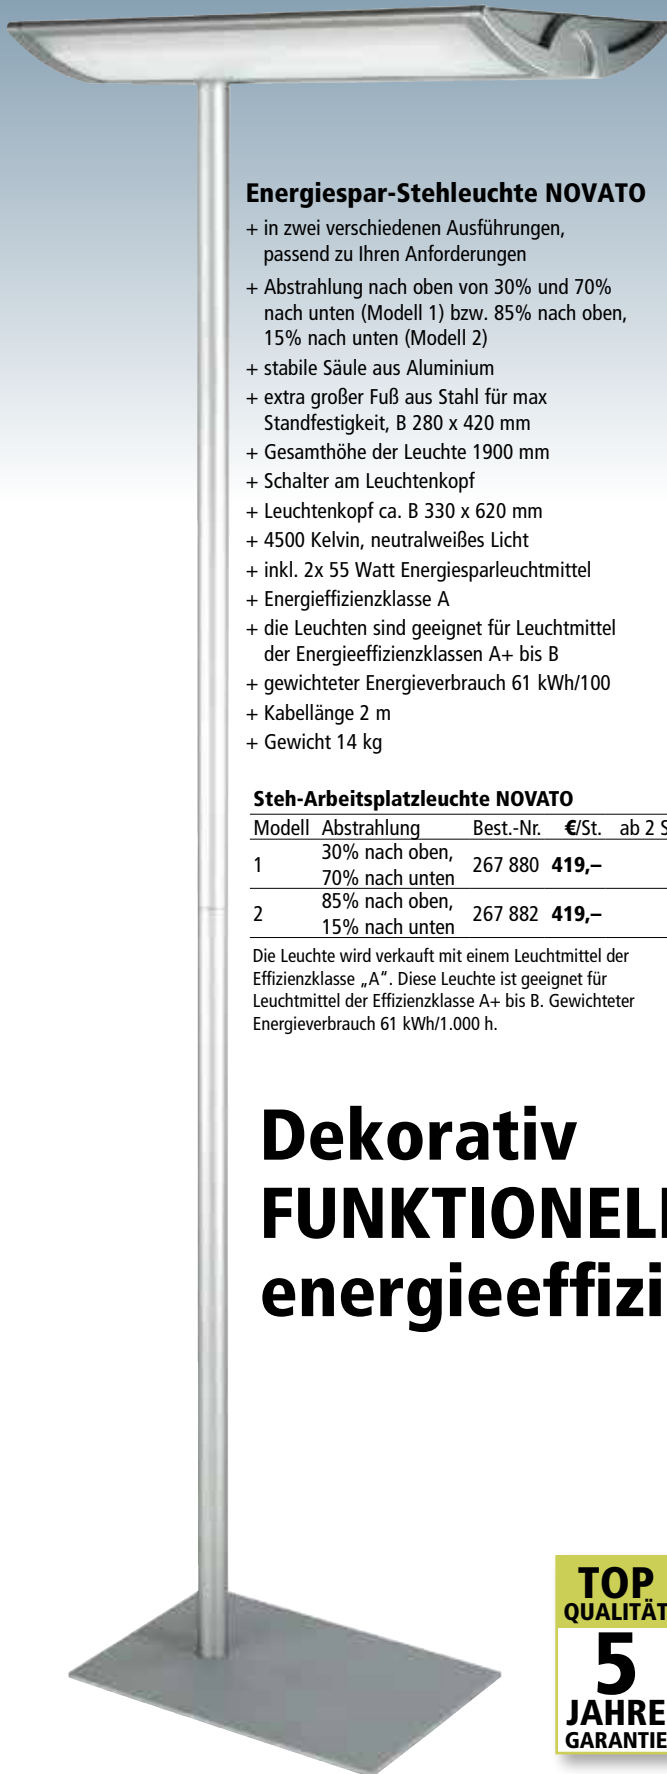 Energiespar-Stehleuchte NOVATO
+ in zwei verschiedenen Ausführungen,
passend zu Ihren Anforderungen
+ Abstrahlung nach oben von 30% und 70%
nach unten (Modell 1) bzw. 85% nach oben,
15% nach unten (Modell 2)
+ stabile Säule aus Aluminium
+ extra großer Fuß aus Stahl für max
Standfestigkeit, B 280 x 420 mm
+ Gesamthöhe der Leuchte 1900 mm
+ Schalter am Leuchtenkopf
+ Leuchtenkopf ca. B 330 x 620 mm
+ 4500 Kelvin, neutralweißes Licht
+ inkl. 2x 55 Watt Energiesparleuchtmittel
+ Energieffizienzklasse A
+ die Leuchten sind geeignet für Leuchtmittel
der Energieeffizienzklassen A+ bis B
+ gewichteter Energieverbrauch 61 kWh/100
+ Kabellänge 2 m
+ Gewicht 14 kg
Steh-Arbeitsplatzleuchte NOVATO
Modell Abstrahlung Best.-Nr. €/St. ab 2 S
1 30% nach oben, 70% nach unten 267 880 419,–
2 85% nach oben, 15% nach unten 267 882 419,–
Die Leuchte wird verkauft mit einem Leuchtmittel der
Effizienzklasse „A“. Diese Leuchte ist geeignet für
Leuchtmittel der Effizienzklasse A+ bis B. Gewichteter
Energieverbrauch 61 kWh/1.000 h.
Dekorativ
FUNKTIONELL
energieeffizi
TOP
QUALITÄT
5
JAHRE
GARANTIE